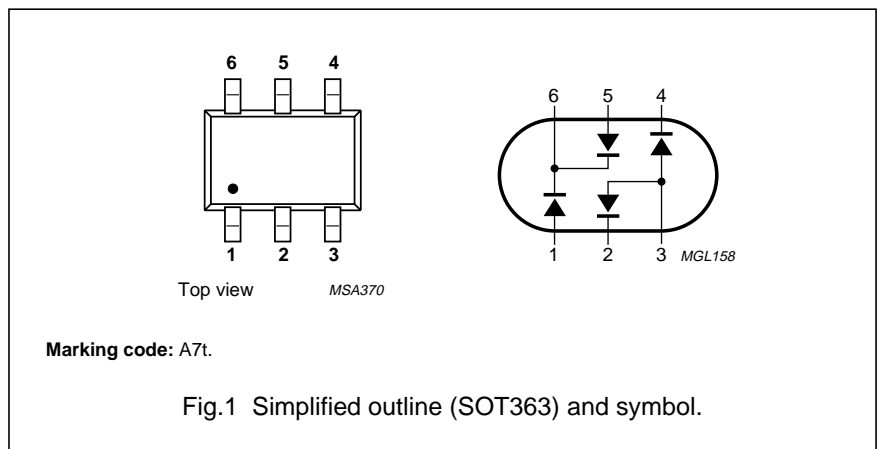 6 5 4
1 2 3
Top view MSA370
6 5 4
1 2 3 MGL158
Marking code: A7t.
Fig.1 Simplified outline (SOT363) and symbol.